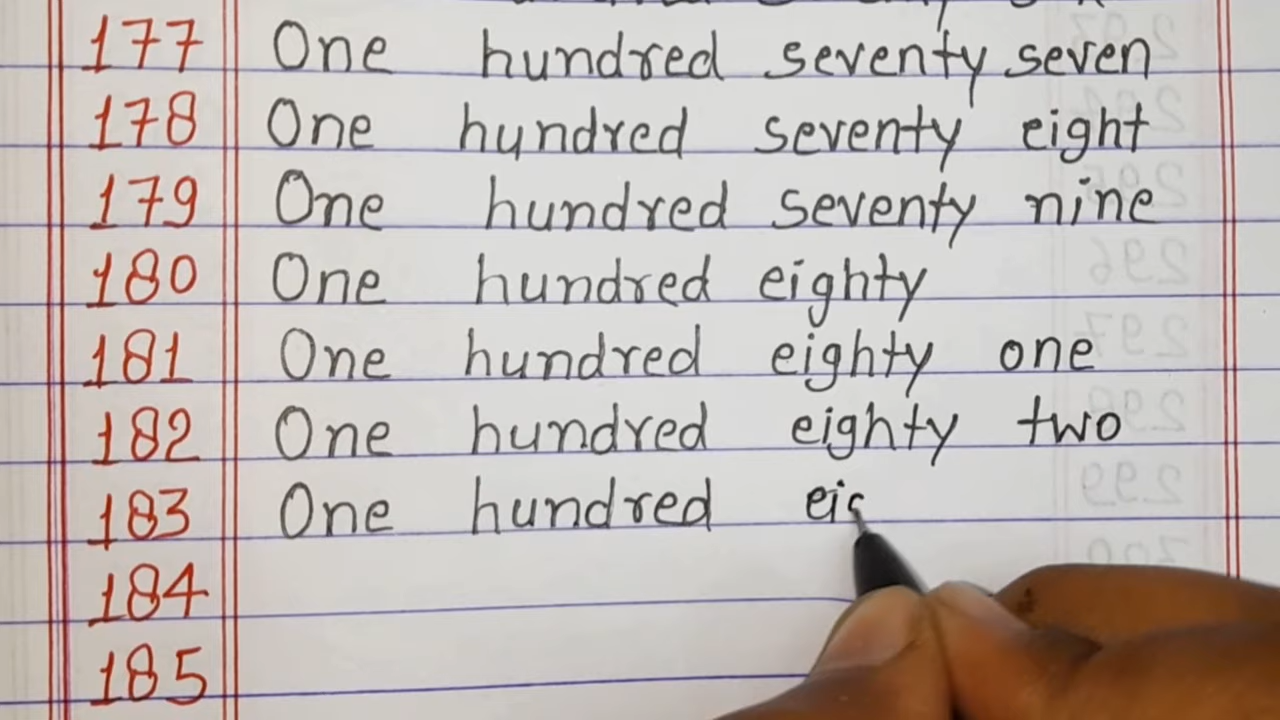 177 One hundred seventy seven
178 One hundred seventy eight
179 One hundred seventy nine
180 One hundred eighty
181 One hundred eighty one
182 One hundred eighty two
183 One hundred
184
185